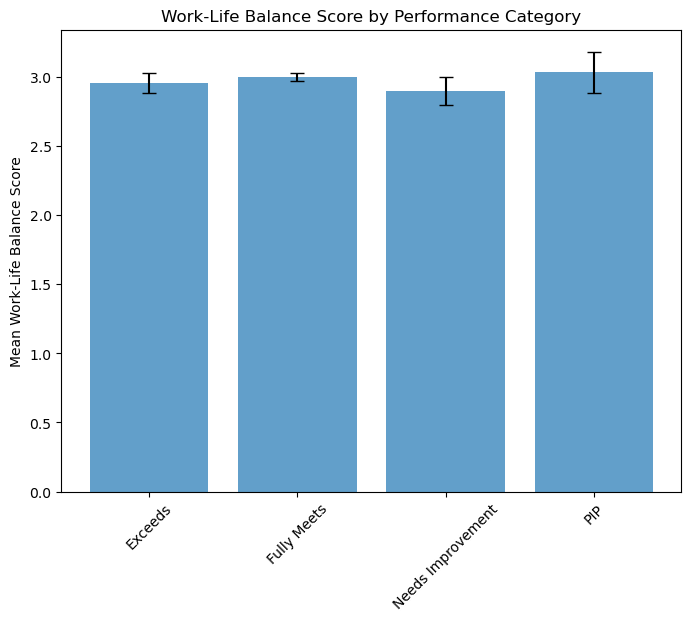 Work-Life Balance Score by Performance Category
Mean Work-Life Balance Score
3.0
2.5
2.0
1.5
1.0
0.5
0.0
Exceeds
Fully Meets
Needs Improvement
PIP